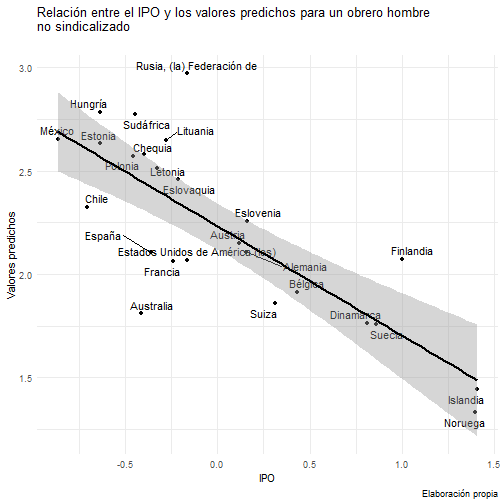 Relación entre el IPO y los valores predichos para un obrero hombre
no sindicalizado
3.0
2.5
2.0
1.5
Valores predichos
Rusia, (la) Federación de
Hungría
Sudáfrica
Lituania
México
Estonia
Chequia
Polonia
Letonia
Eslovaquia
Chile
Eslovenia
España
Austria
Estados Unidos de América (los)
Finlandia
Francia
Alemania
Bélgica
Australia
Suiza
Dinamarca
Suecia
Islandia
Noruega
-0.5
0.0
0.5
1.0
1.5
IPO
Elaboración propia